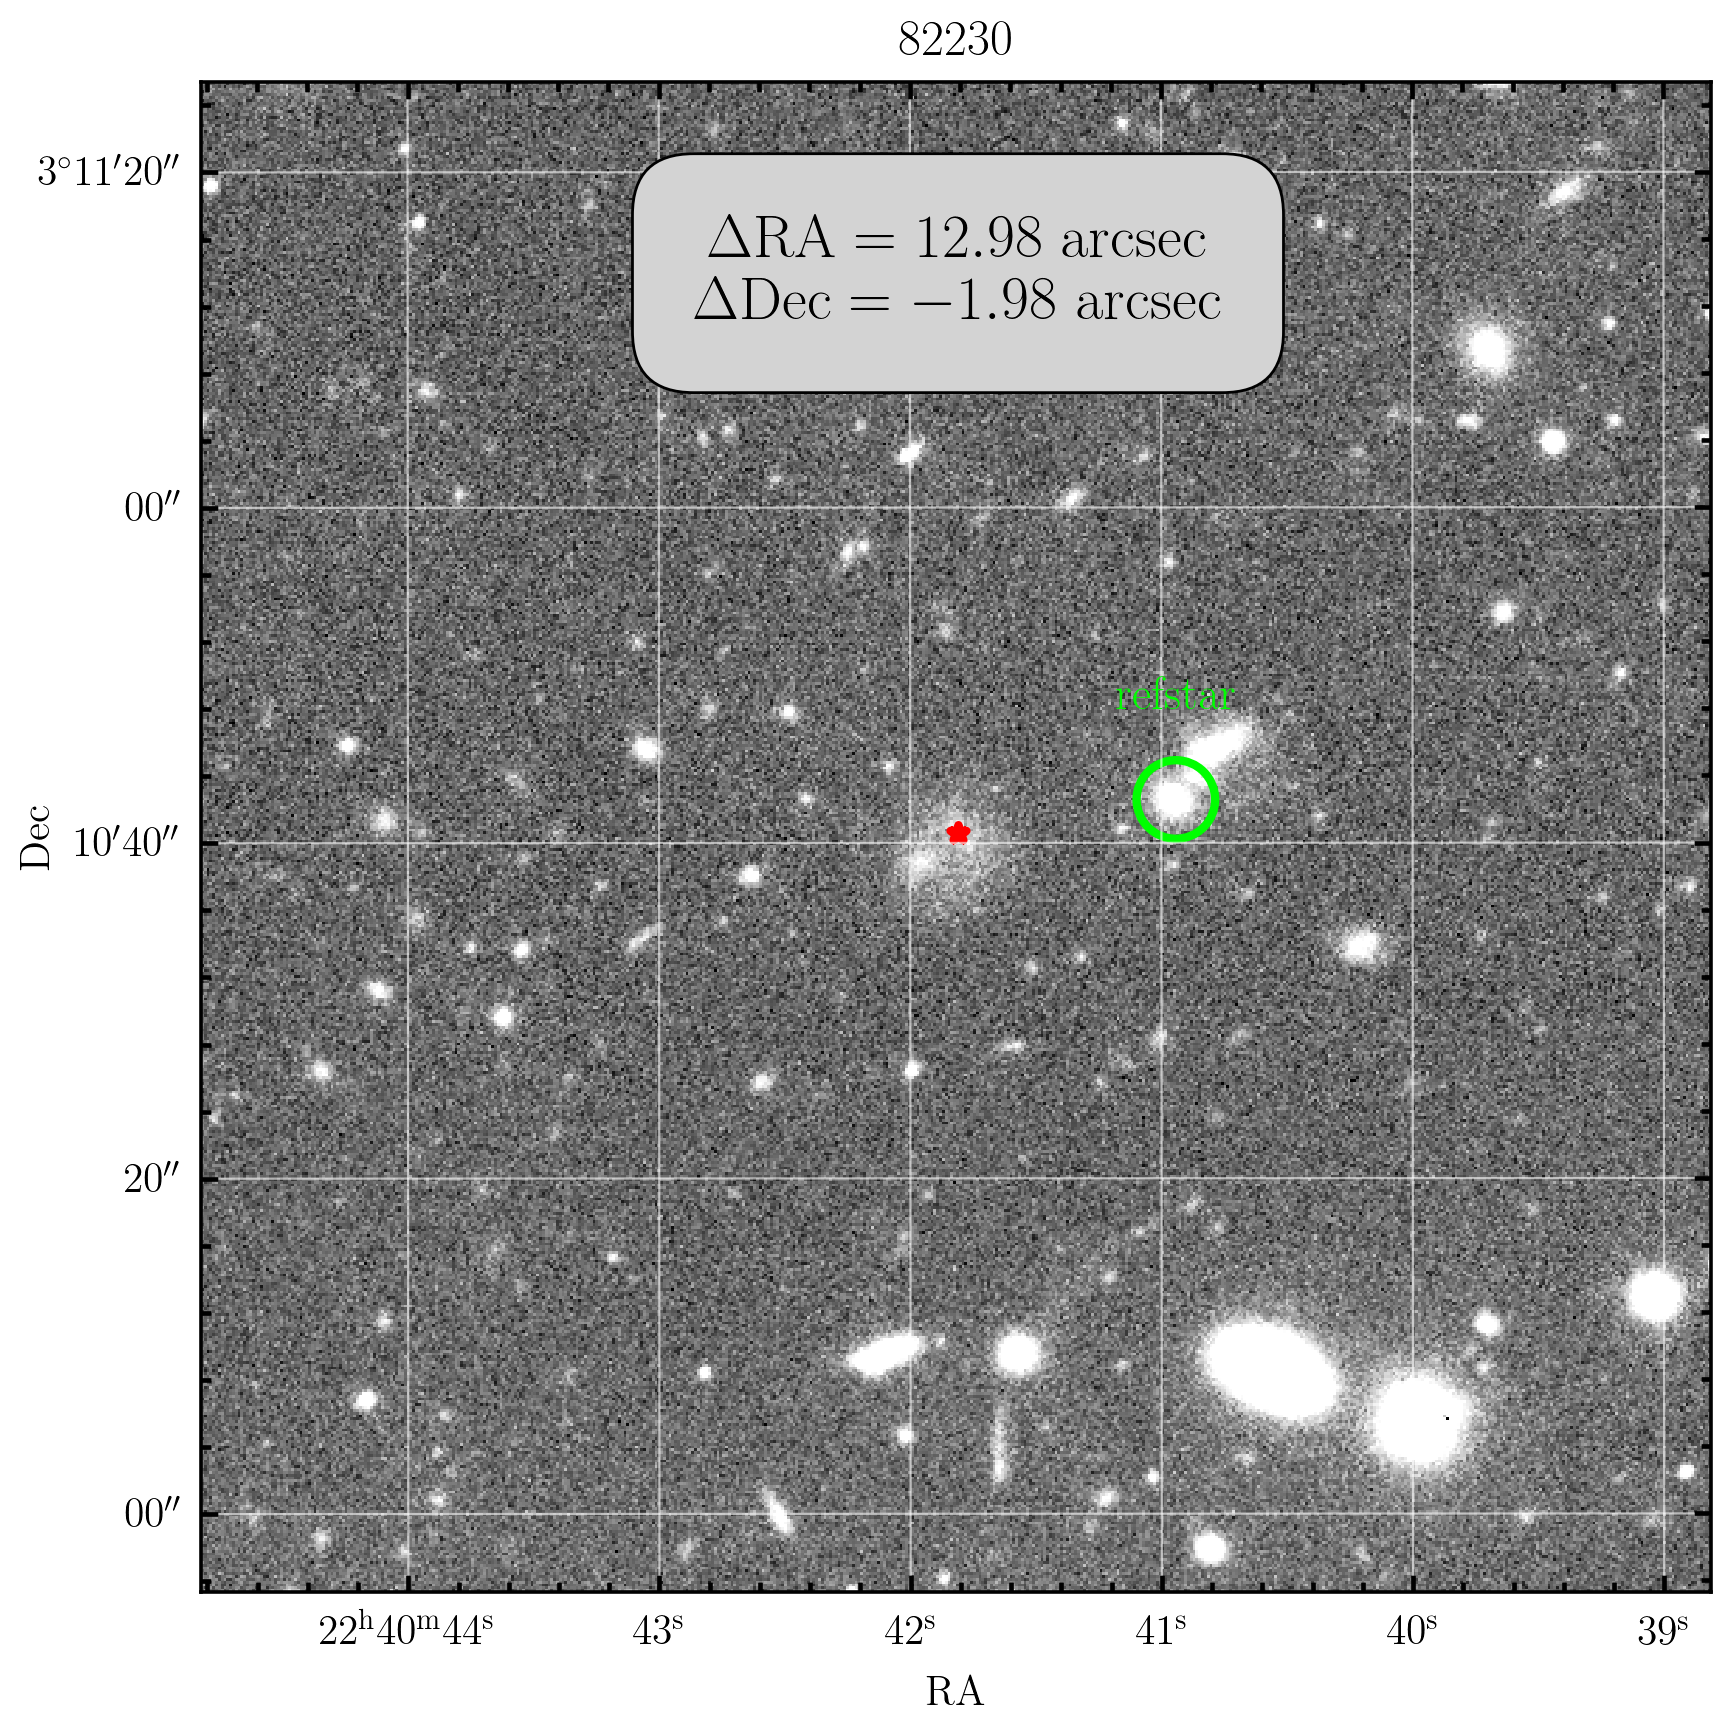 82230
ΔRA = 12.98 arcsec
ΔDec = −1.98 arcsec
refstar
3°11′20″
00″
10′40″
20″
00″
Dec
22ʰ40ᵐ44ˢ 43ˢ 42ˢ 41ˢ 40ˢ 39ˢ
RA